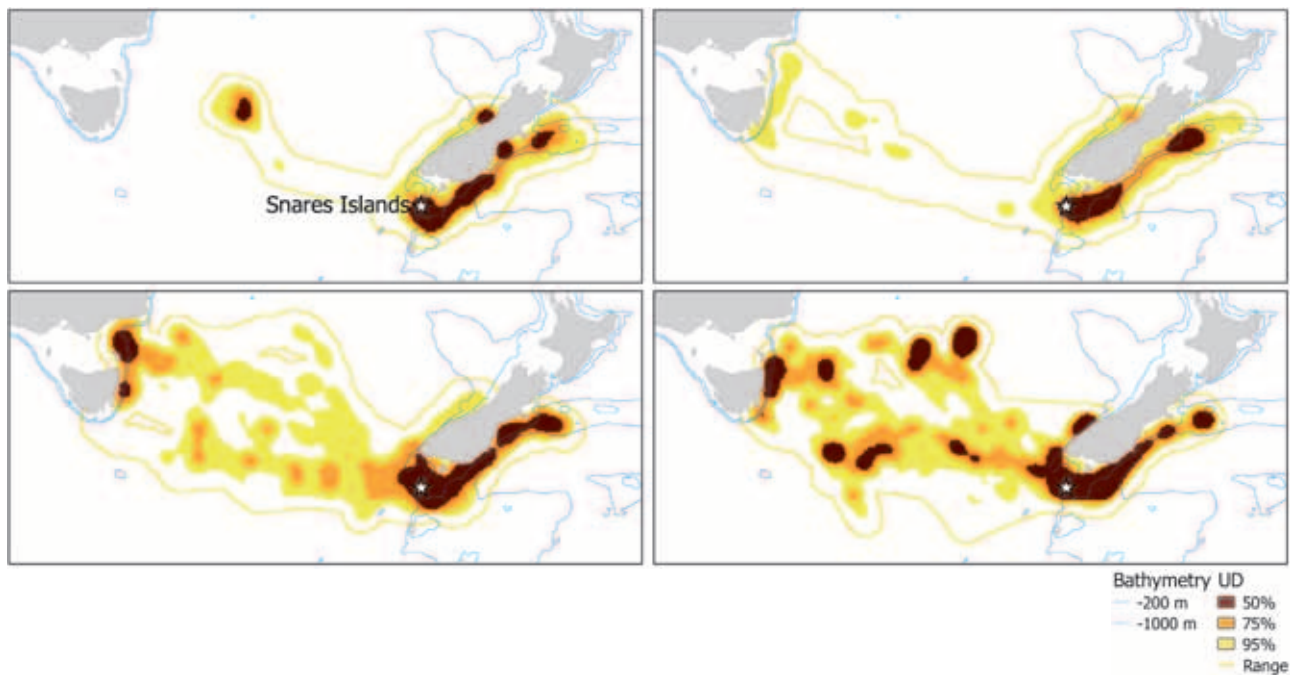 Snares Islands
Bathymetry UD
-200 m 50%
-1000 m 75%
95%
Range